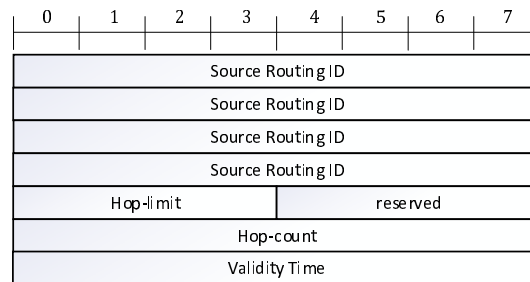 0 1 2 3 4 5 6 7
Source Routing ID
Source Routing ID
Source Routing ID
Source Routing ID
Hop-limit reserved
Hop-count
Validity Time